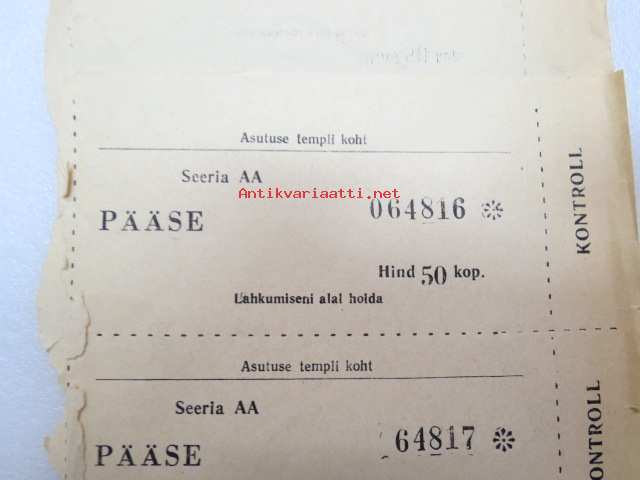 Asutuse templi koht
Seeria AA
Antikvariaatti.net
064816 ❊
PÄÄSE
KONTROLL
Hind 50 kop.
Lahkumiseni alal hoida
Asutuse templi koht
Seeria AA
64817 ❊
PÄÄSE
KONTROLL